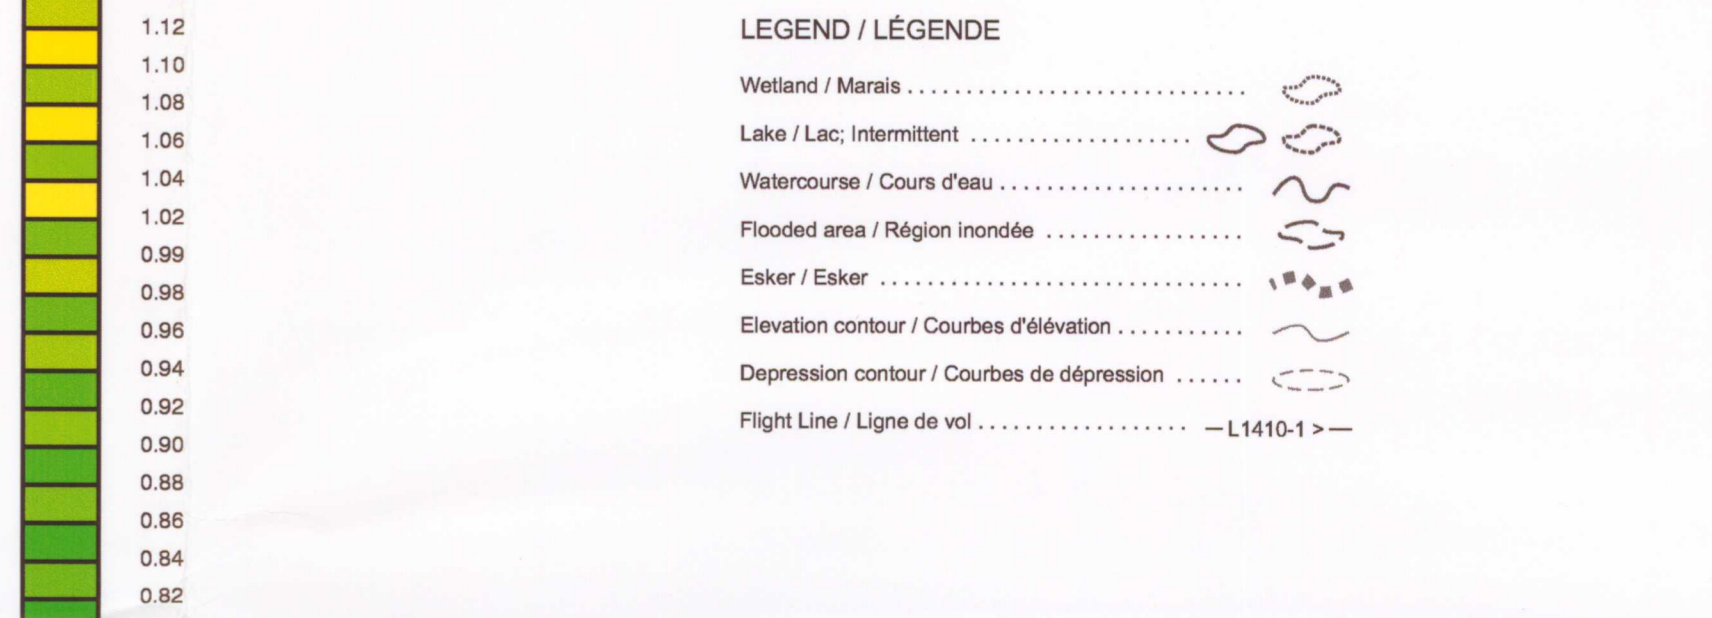 1.12
1.10
1.08
1.06
1.04
1.02
0.99
0.98
0.96
0.94
0.92
0.90
0.88
0.86
0.84
0.82
LEGEND / LÉGENDE
Wetland / Marais
Lake / Lac; Intermittent
Watercourse / Cours d'eau
Flooded area / Région inondée
Esker / Esker
Elevation contour / Courbes d'élévation
Depression contour / Courbes de dépression
Flight Line / Ligne de vol L1410-1 >